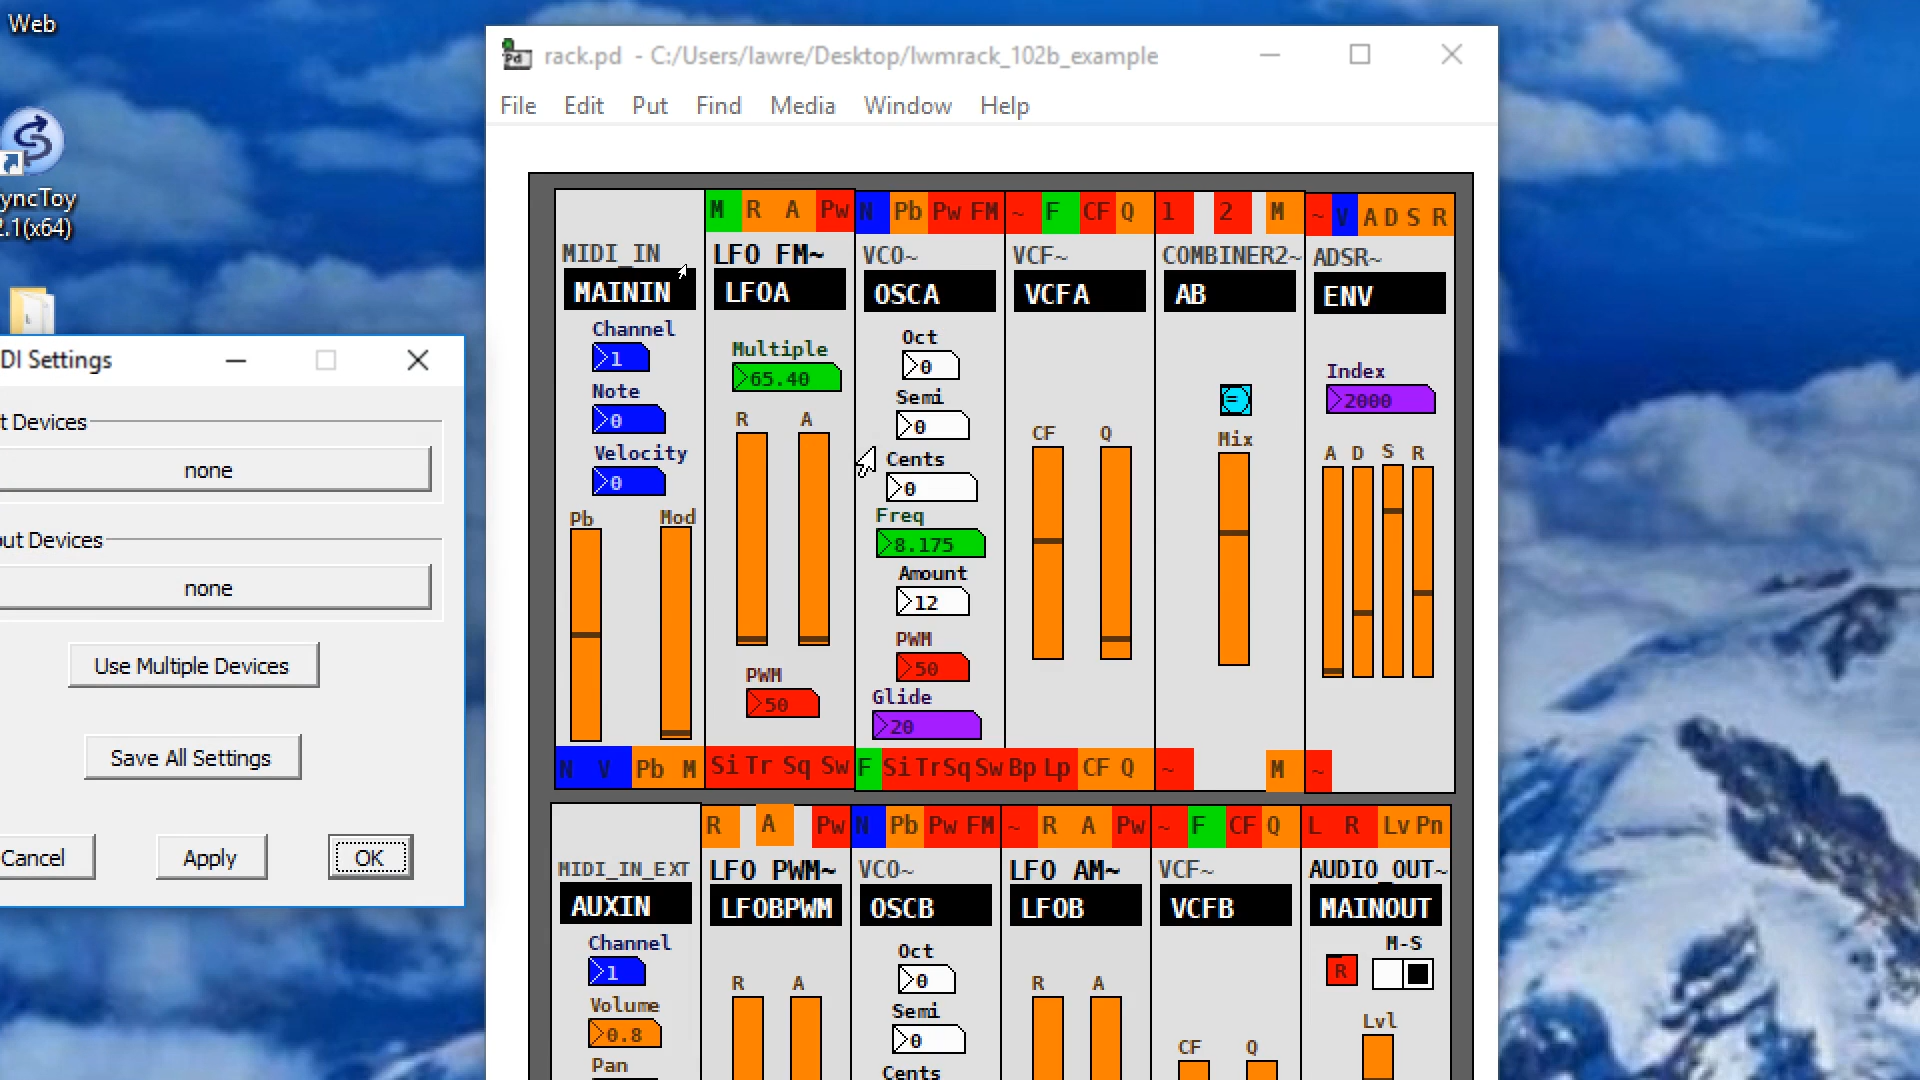 Web
yncToy
2.1(x64)
DI Settings
t Devices
none
out Devices
none
Use Multiple Devices
Save All Settings
Cancel
Apply
OK
rack.pd - C:/Users/lawre/Desktop/lwmrack_102b_example
File Edit Put Find Media Window Help
MIDI_IN
MAININ
Channel
1
Note
0
Velocity
0
Pb Mod
N V Pb M
M R A Pw
LFO FM~
LFOA
Multiple
65.40
R A
PWM
50
Si Tr Sq Sw
N Pb Pw FM
VCO~
OSCA
Oct
0
Semi
0
Cents
0
Freq
8.175
Amount
12
PWM
50
Glide
20
F Si Tr Sq Sw Bp Lp CF Q
~ F CF Q
VCF~
VCFA
CF Q
1 2 M
COMBINER2~
AB
=
Mix
~ M
~ V A D S R
ADSR~
ENV
Index
2000
A D S R
~
MIDI_IN_EXT
AUXIN
Channel
1
Volume
0.8
Pan
R A Pw
LFO PWM~
LFOBPWM
R A
N Pb Pw FM
VCO~
OSCB
Oct
0
Semi
0
Cents
~ R A Pw
LFO AM~
LFOB
R A
~ F CF Q
VCF~
VCFB
CF Q
L R Lv Pn
AUDIO_OUT~
MAINOUT
M-S
R
Lvl